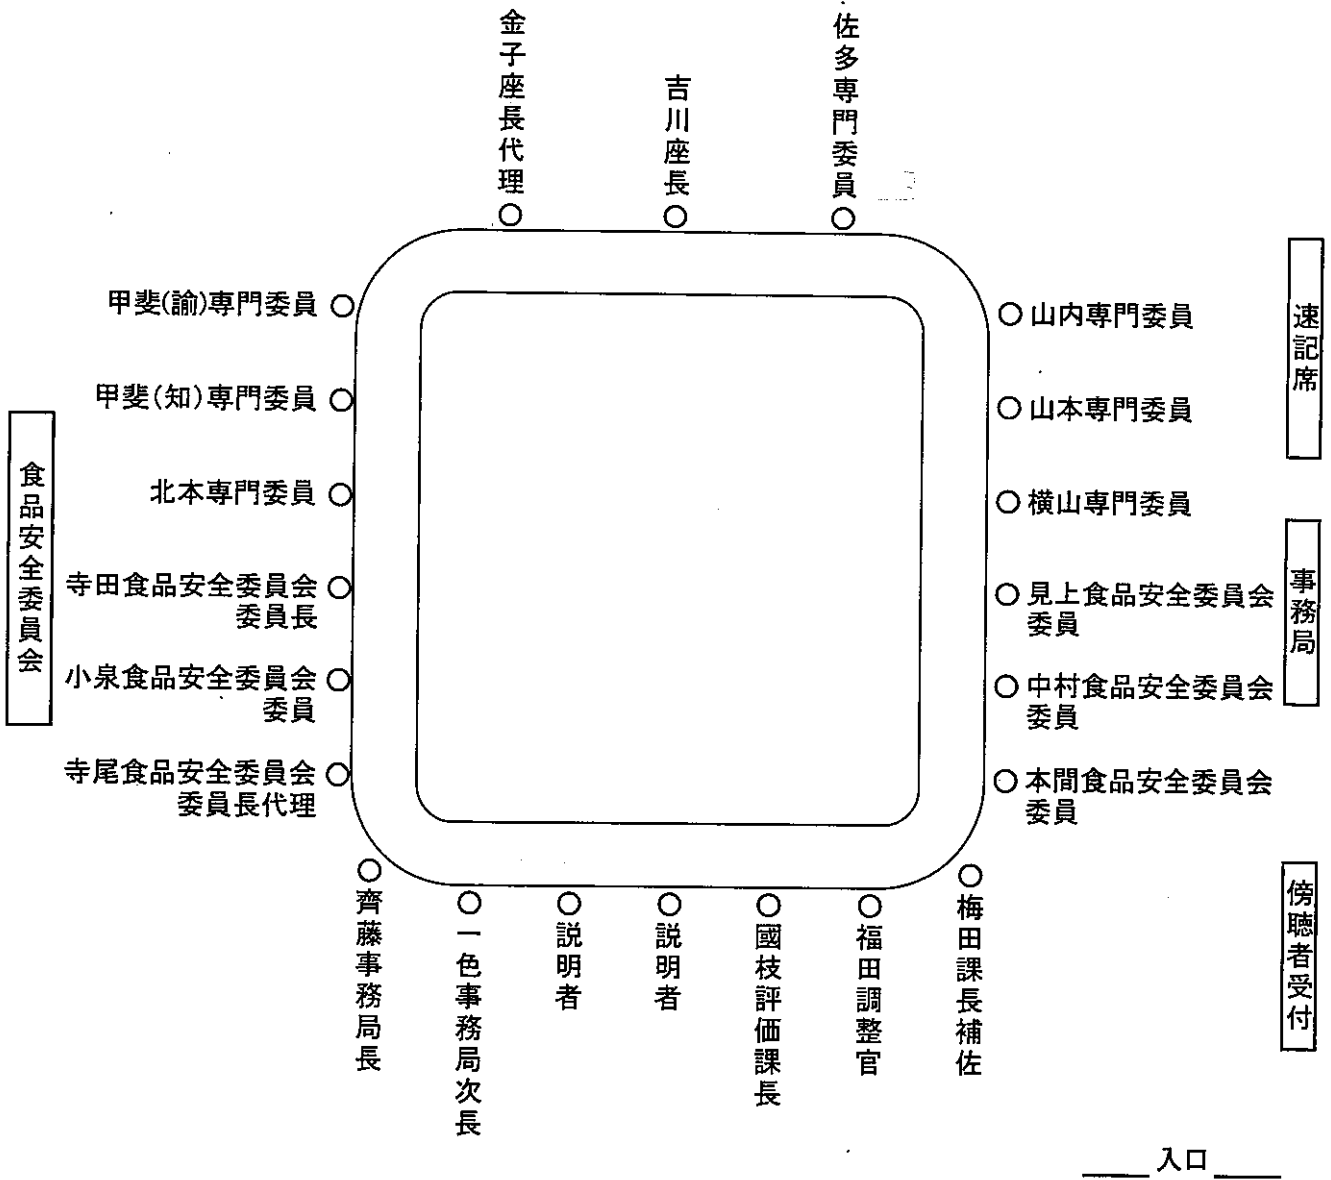 金子座長代理
吉川座長
佐多専門委員
甲斐(諭)専門委員
甲斐(知)専門委員
北本専門委員
寺田食品安全委員会
委員長
小泉食品安全委員会
委員
寺尾食品安全委員会
委員長代理
食品安全委員会
山内専門委員
山本専門委員
横山専門委員
見上食品安全委員会
委員
中村食品安全委員会
委員
本間食品安全委員会
委員
速記席
事務局
傍聴者受付
齊藤事務局長
一色事務局次長
説明者
説明者
國枝評価課長
福田調整官
梅田課長補佐
入口